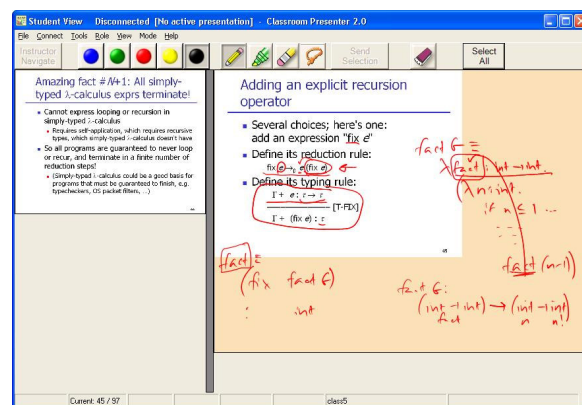 Student View    Disconnected  [No active presentation]  -  Classroom Presenter 2.0
File  Connect  Tools  Role  View  Mode  Help
Instructor Navigate
Send Selection
Select All
Amazing fact #N+1: All simply-
typed λ-calculus exprs terminate!
Cannot express looping or recursion in
simply-typed λ-calculus
Requires self-application, which requires recursive
types, which simply-typed λ-calculus doesn't have
So all programs are guaranteed to never loop
or recur, and terminate in a finite number of
reduction steps!
(Simply-typed λ-calculus could be a good basis for
programs that must be guaranteed to finish, e.g.
typecheckers, OS packet filters, ...)
Adding an explicit recursion
operator
Several choices; here's one:
add an expression "fix e"
Define its reduction rule:
fix e → e (fix e)
Define its typing rule:
Γ ⊢ e : τ → τ
[T-FIX]
Γ ⊢ (fix e) : τ
45
fact G ≡
λ fact : int → int.
(λ n : int.
if n ≤ 1 ...
fact (n-1)
fact ≡
(fix fact G)
: int
fact G :
(int → int) → (int → int)
fact n n!
Current: 45 / 97
class5